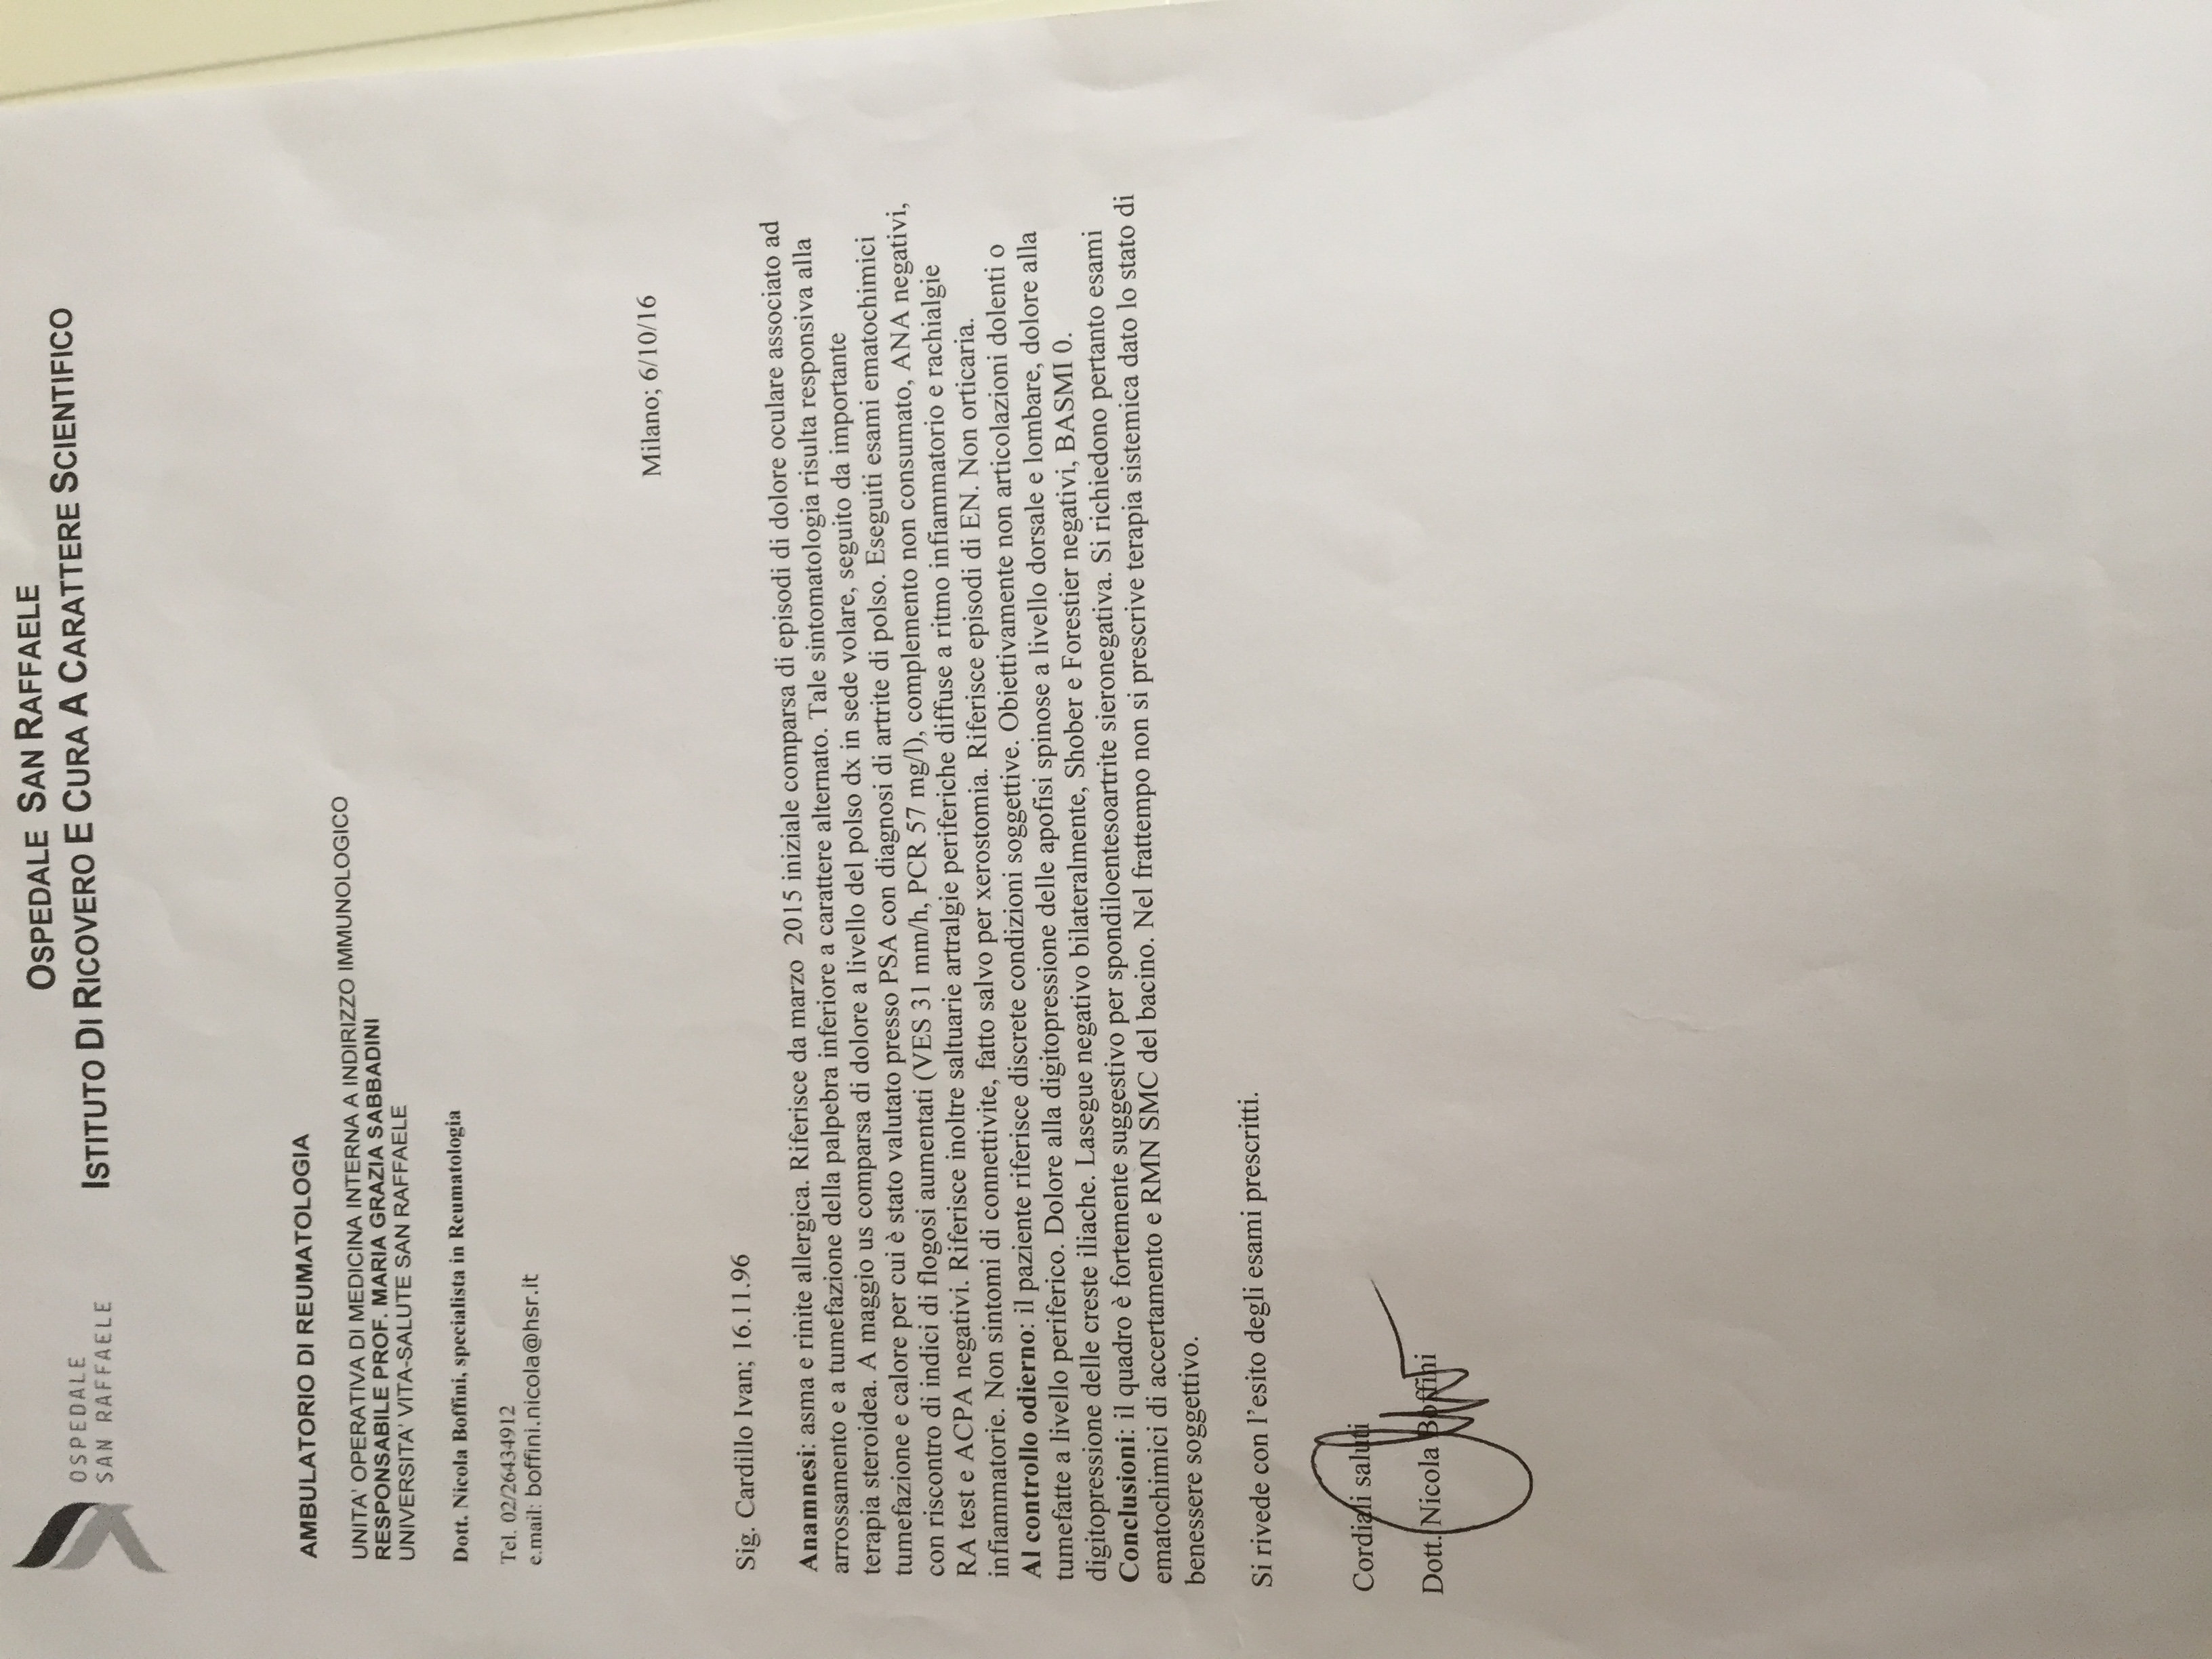 OSPEDALE
SAN RAFFAELE
OSPEDALE SAN RAFFAELE
ISTITUTO DI RICOVERO E CURA A CARATTERE SCIENTIFICO
AMBULATORIO DI REUMATOLOGIA
UNITA' OPERATIVA DI MEDICINA INTERNA A INDIRIZZO IMMUNOLOGICO
RESPONSABILE PROF. MARIA GRAZIA SABBADINI
UNIVERSITA' VITA-SALUTE SAN RAFFAELE
Dott. Nicola Boffini, specialista in Reumatologia
Tel. 02/26434912
e.mail: boffini.nicola@hsr.it
Milano; 6/10/16
Sig. Cardillo Ivan; 16.11.96
Anamnesi: asma e rinite allergica. Riferisce da marzo 2015 iniziale comparsa di episodi di dolore oculare associato ad
arrossamento e a tumefazione della palpebra inferiore a carattere alternato. Tale sintomatologia risulta responsiva alla
terapia steroidea. A maggio us comparsa di dolore a livello del polso dx in sede volare, seguito da importante
tumefazione e calore per cui è stato valutato presso PSA con diagnosi di artrite di polso. Eseguiti esami ematochimici
con riscontro di indici di flogosi aumentati (VES 31 mm/h, PCR 57 mg/l), complemento non consumato, ANA negativi,
RA test e ACPA negativi. Riferisce inoltre saltuarie artralgie periferiche diffuse a ritmo infiammatorio e rachialgie
infiammatorie. Non sintomi di connettivite, fatto salvo per xerostomia. Riferisce episodi di EN. Non orticaria.
Al controllo odierno: il paziente riferisce discrete condizioni soggettive. Obiettivamente non articolazioni dolenti o
tumefatte a livello periferico. Dolore alla digitopressione delle apofisi spinose a livello dorsale e lombare, dolore alla
digitopressione delle creste iliache. Lasegue negativo bilateralmente, Shober e Forestier negativi, BASMI 0.
Conclusioni: il quadro è fortemente suggestivo per spondiloentesoartrite sieronegativa. Si richiedono pertanto esami
ematochimici di accertamento e RMN SMC del bacino. Nel frattempo non si prescrive terapia sistemica dato lo stato di
benessere soggettivo.
Si rivede con l'esito degli esami prescritti.
Cordiali saluti
Dott. Nicola Boffini